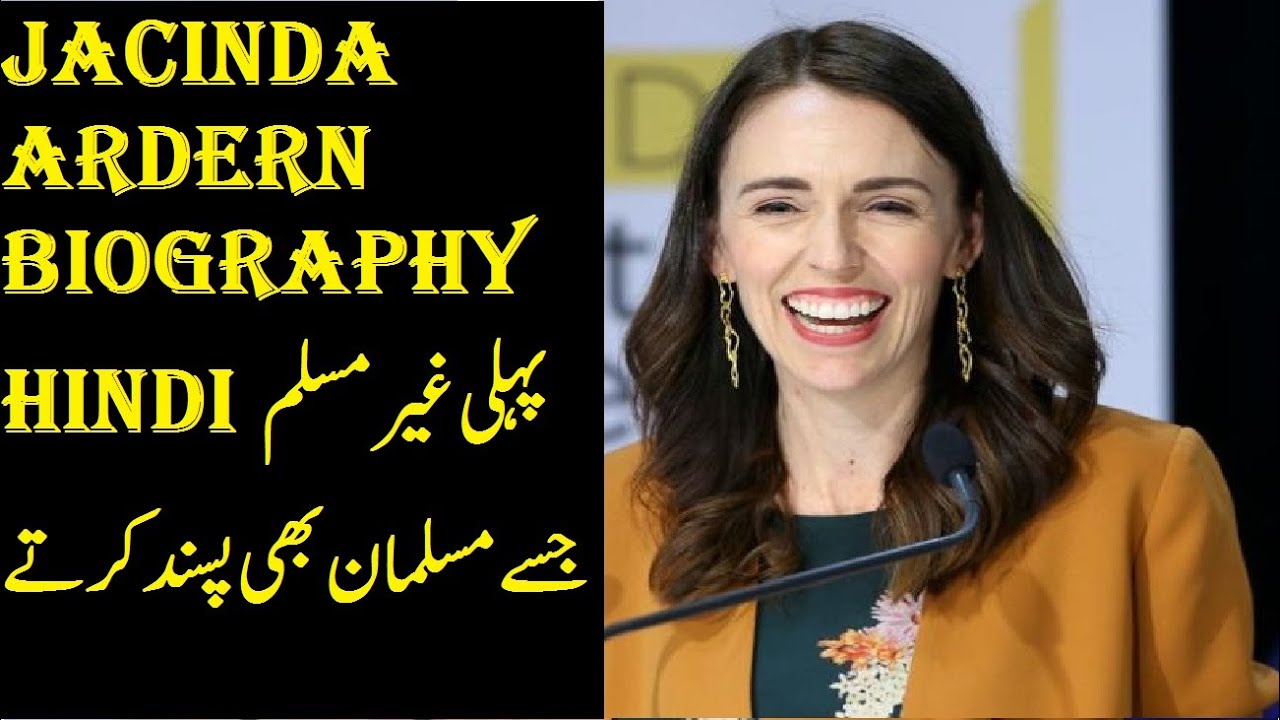 JACINDA
ARDERN
BIOGRAPHY
HINDI پہلی غیر مسلم
جسے مسلمان بھی پسند کرتے